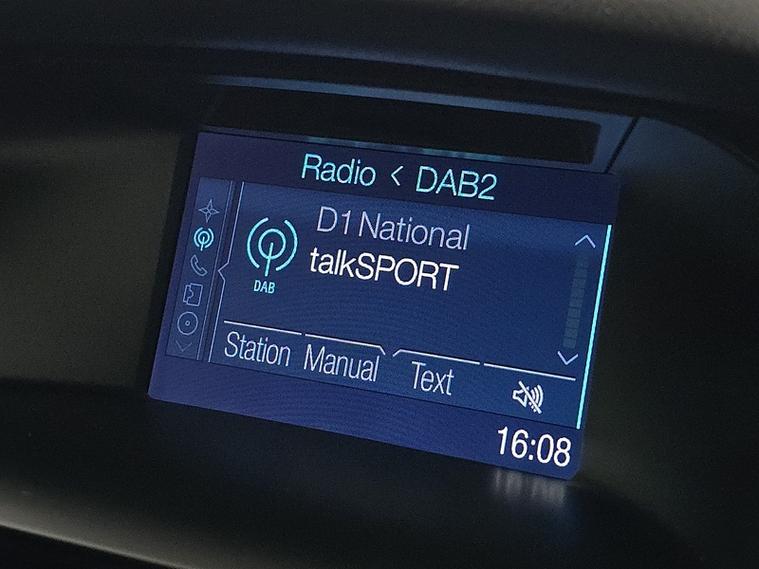 Radio < DAB2
D1 National
talkSPORT
DAB
Station Manual Text
16:08